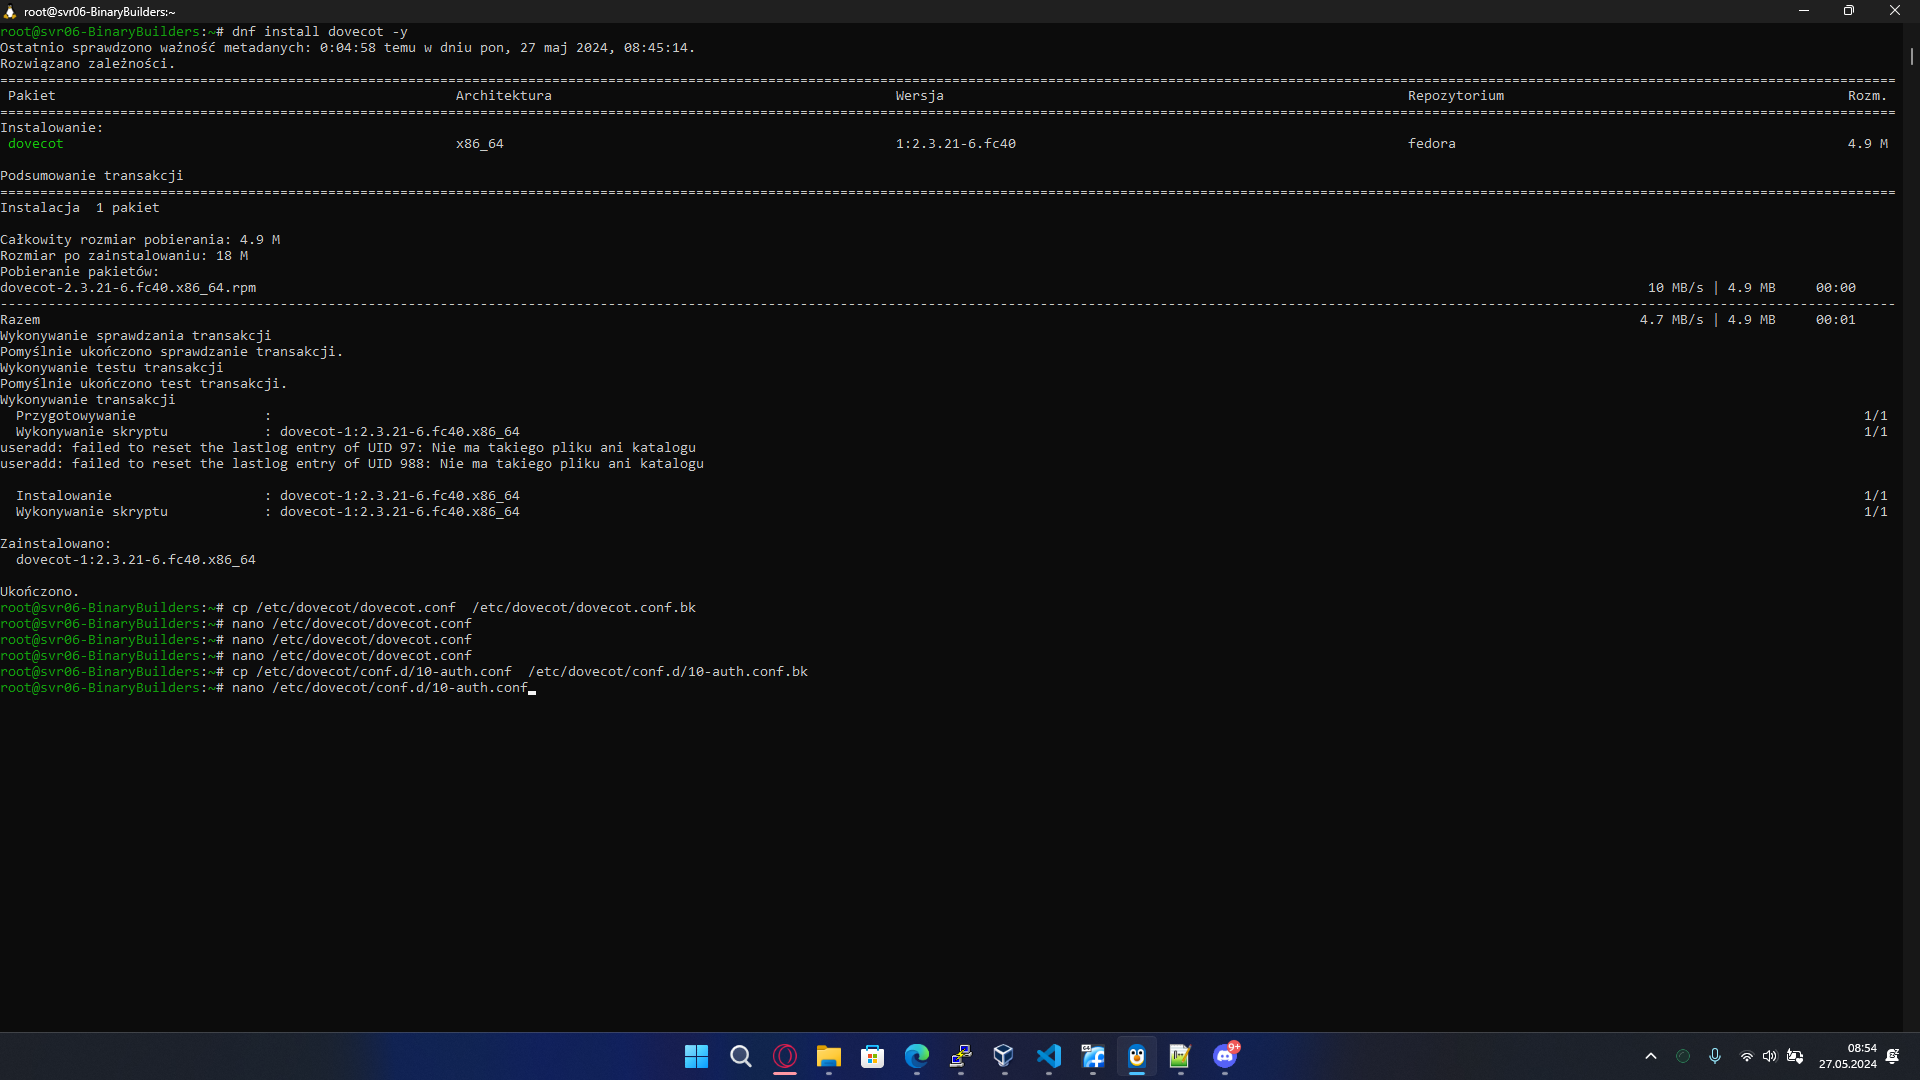 root@svr06-BinaryBuilders:~
root@svr06-BinaryBuilders:~# dnf install dovecot -y
Ostatnio sprawdzono ważność metadanych: 0:04:58 temu w dniu pon, 27 maj 2024, 08:45:14.
Rozwiązano zależności.
Pakiet Architektura Wersja Repozytorium Rozm.
Instalowanie:
dovecot x86_64 1:2.3.21-6.fc40 fedora 4.9 M
Podsumowanie transakcji
Instalacja  1 pakiet
Całkowity rozmiar pobierania: 4.9 M
Rozmiar po zainstalowaniu: 18 M
Pobieranie pakietów:
dovecot-2.3.21-6.fc40.x86_64.rpm 10 MB/s | 4.9 MB 00:00
Razem 4.7 MB/s | 4.9 MB 00:01
Wykonywanie sprawdzania transakcji
Pomyślnie ukończono sprawdzanie transakcji.
Wykonywanie testu transakcji
Pomyślnie ukończono test transakcji.
Wykonywanie transakcji
Przygotowywanie : 1/1
Wykonywanie skryptu : dovecot-1:2.3.21-6.fc40.x86_64 1/1
useradd: failed to reset the lastlog entry of UID 97: Nie ma takiego pliku ani katalogu
useradd: failed to reset the lastlog entry of UID 988: Nie ma takiego pliku ani katalogu
Instalowanie : dovecot-1:2.3.21-6.fc40.x86_64 1/1
Wykonywanie skryptu : dovecot-1:2.3.21-6.fc40.x86_64 1/1
Zainstalowano:
dovecot-1:2.3.21-6.fc40.x86_64
Ukończono.
root@svr06-BinaryBuilders:~# cp /etc/dovecot/dovecot.conf  /etc/dovecot/dovecot.conf.bk
root@svr06-BinaryBuilders:~# nano /etc/dovecot/dovecot.conf
root@svr06-BinaryBuilders:~# nano /etc/dovecot/dovecot.conf
root@svr06-BinaryBuilders:~# nano /etc/dovecot/dovecot.conf
root@svr06-BinaryBuilders:~# cp /etc/dovecot/conf.d/10-auth.conf  /etc/dovecot/conf.d/10-auth.conf.bk
root@svr06-BinaryBuilders:~# nano /etc/dovecot/conf.d/10-auth.conf
9+
08:54
27.05.2024